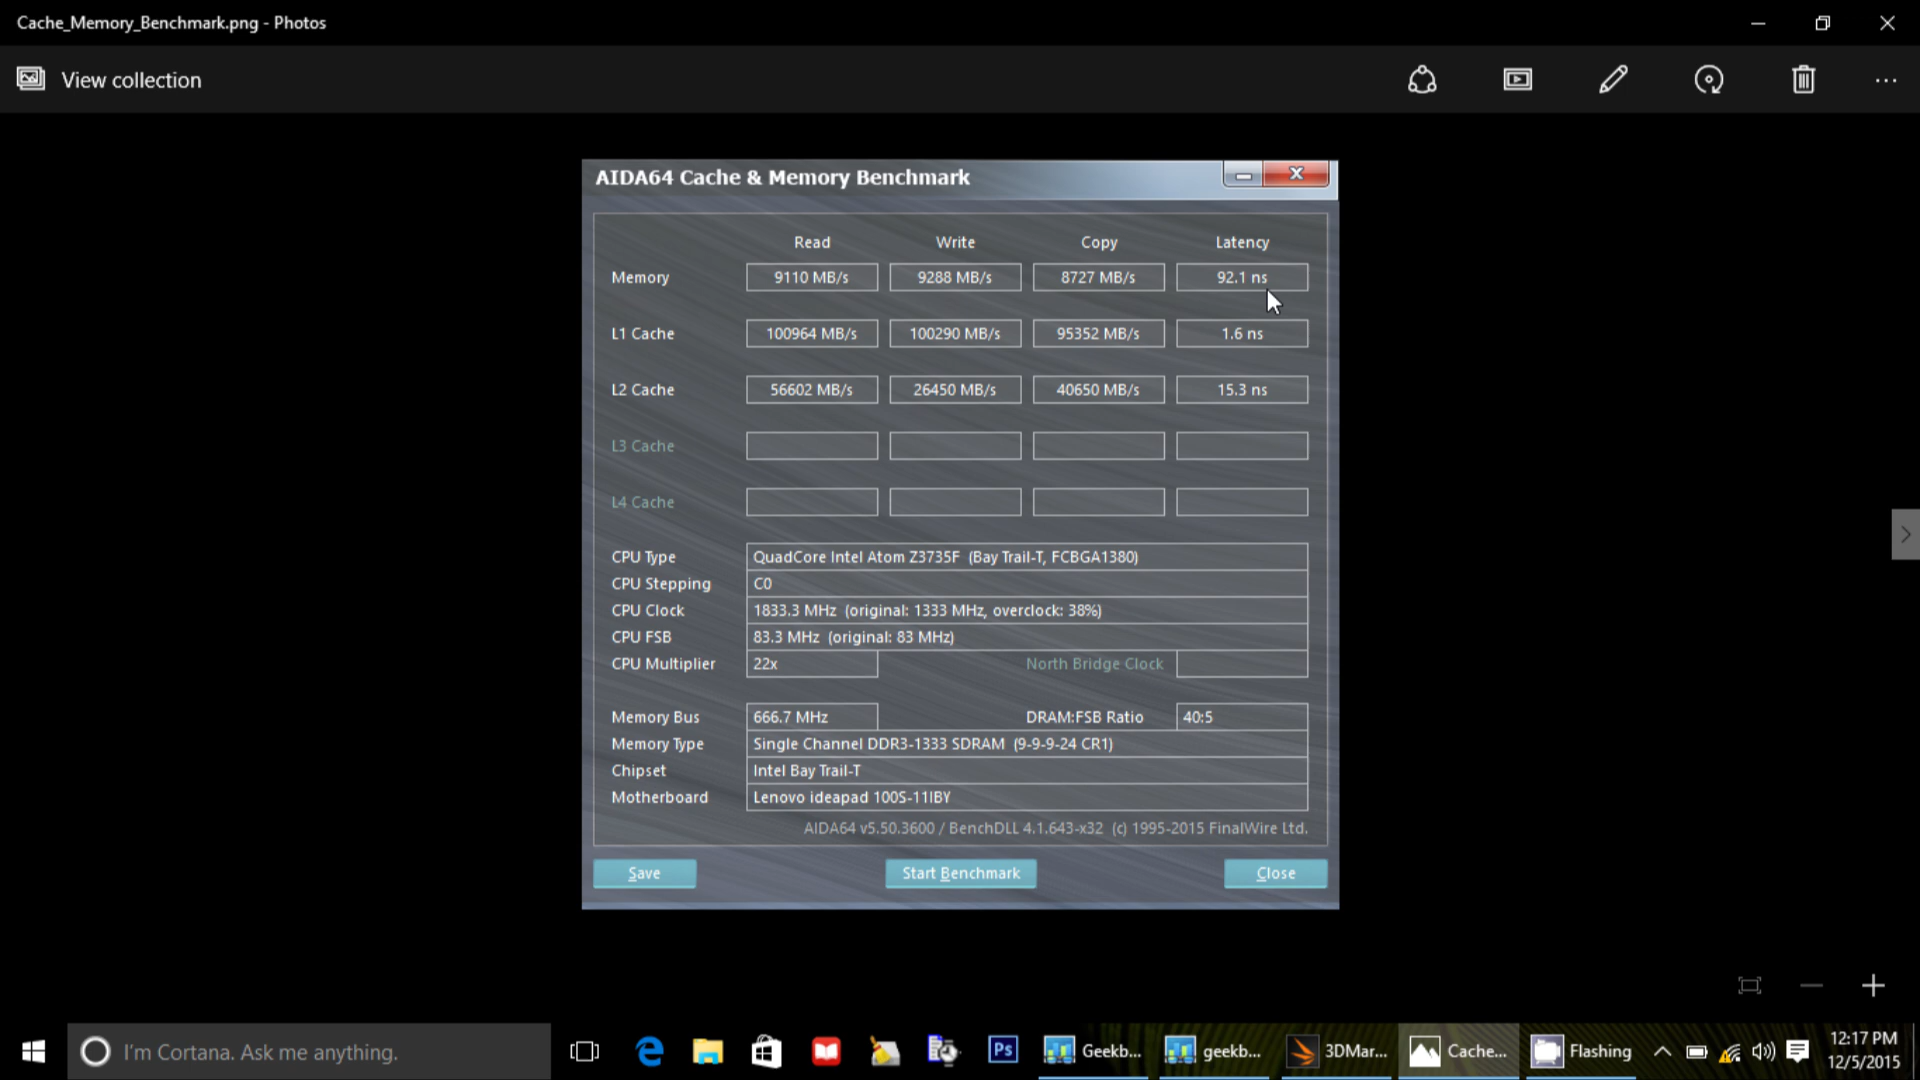 Cache_Memory_Benchmark.png - Photos
View collection
AIDA64 Cache & Memory Benchmark
Read Write Copy Latency
Memory 9110 MB/s 9288 MB/s 8727 MB/s 92.1 ns
L1 Cache 100964 MB/s 100290 MB/s 95352 MB/s 1.6 ns
L2 Cache 56602 MB/s 26450 MB/s 40650 MB/s 15.3 ns
L3 Cache
L4 Cache
CPU Type QuadCore Intel Atom Z3735F (Bay Trail-T, FCBGA1380)
CPU Stepping C0
CPU Clock 1833.3 MHz (original: 1333 MHz, overclock: 38%)
CPU FSB 83.3 MHz (original: 83 MHz)
CPU Multiplier 22x North Bridge Clock
Memory Bus 666.7 MHz DRAM:FSB Ratio 40:5
Memory Type Single Channel DDR3-1333 SDRAM (9-9-9-24 CR1)
Chipset Intel Bay Trail-T
Motherboard Lenovo ideapad 100S-11IBY
AIDA64 v5.50.3600 / BenchDLL 4.1.643-x32 (c) 1995-2015 FinalWire Ltd.
Save Start Benchmark Close
I'm Cortana. Ask me anything. Ps Geekb... geekb... 3DMar... Cache... Flashing 12:17 PM
12/5/2015